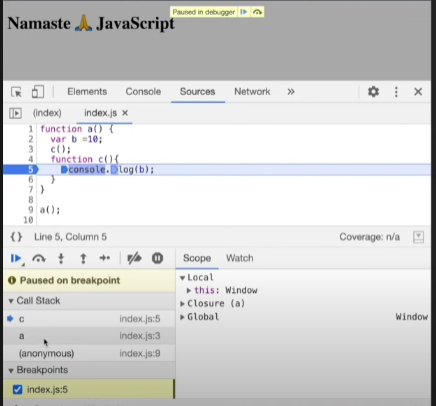 Paused in debugger
Namaste 🙏 JavaScript
Elements Console Sources Network »
(index) index.js ×
1 function a() {
2 var b =10;
3 c();
4 function c(){
5 console.log(b);
6 }
7 }
8
9 a();
10
{} Line 5, Column 5 Coverage: n/a
Scope Watch
Paused on breakpoint
Call Stack
c index.js:5
a index.js:3
(anonymous) index.js:9
Breakpoints
index.js:5
Local
this: Window
Closure (a)
Global Window